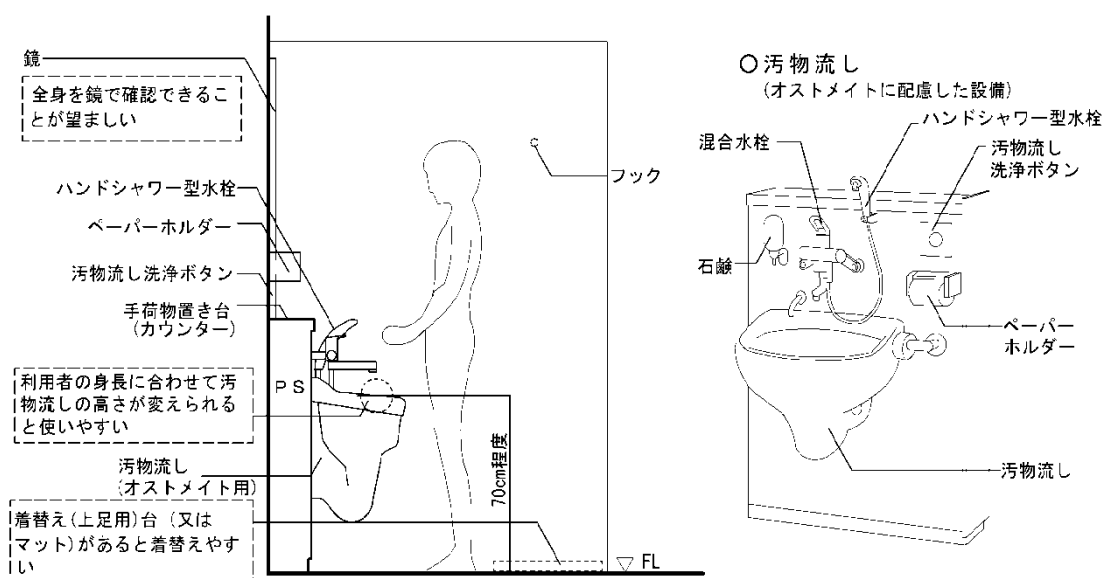 鏡
全身を鏡で確認できるこ
とが望ましい
ハンドシャワー型水栓
ペーパーホルダー
汚物流し洗浄ボタン
手荷物置き台
(カウンター)
利用者の身長に合わせて汚
物流しの高さが変えられる
と使いやすい
汚物流し
(オストメイト用)
着替え(上足用)台(又は
マット)があると着替えやす
い
PS
フック
70cm程度
FL
○汚物流し
(オストメイトに配慮した設備)
ハンドシャワー型水栓
混合水栓
汚物流し
洗浄ボタン
石鹸
ペーパー
ホルダー
汚物流し